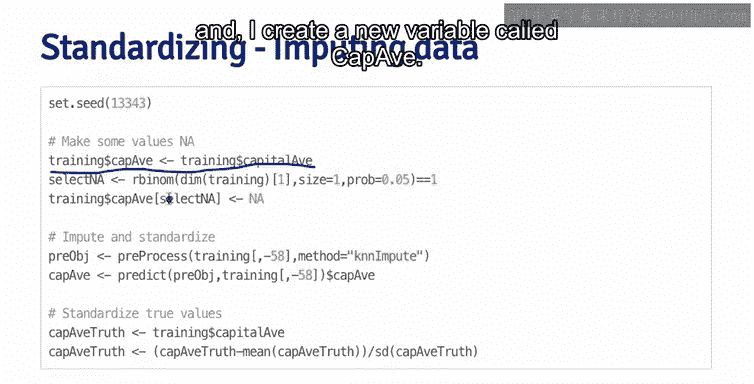 and, I create a new variable called
CapAve.
Standardizing - Imputing data
set.seed(13343)
# Make some values NA
training$capAve <- training$capitalAve
selectNA <- rbinom(dim(training)[1],size=1,prob=0.05)==1
training$capAve[selectNA] <- NA
# Impute and standardize
preObj <- preProcess(training[,-58],method="knnImpute")
capAve <- predict(preObj,training[,-58])$capAve
# Standardize true values
capAveTruth <- training$capitalAve
capAveTruth <- (capAveTruth-mean(capAveTruth))/sd(capAveTruth)